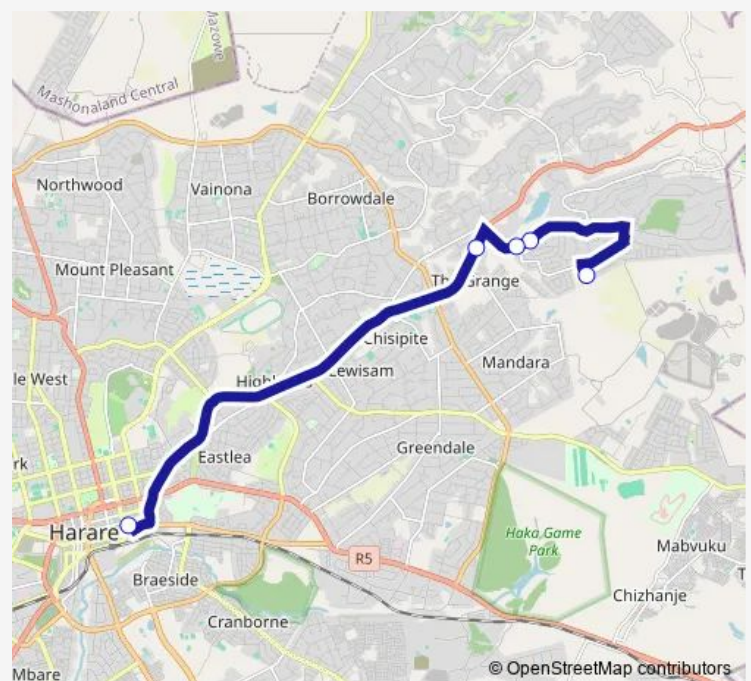 Mazowe
Mashonaland Central
Northwood
Vainona
Borrowdale
Mount Pleasant
Grange
Chisipite
Mandara
le West
Lewisam
Greendale
Eastlea
rk
Harare
Haka Game
Park
R5
Mabvuku
Braeside
T
Chizhanje
Cranborne
Mbare
© OpenStreetMap contributors